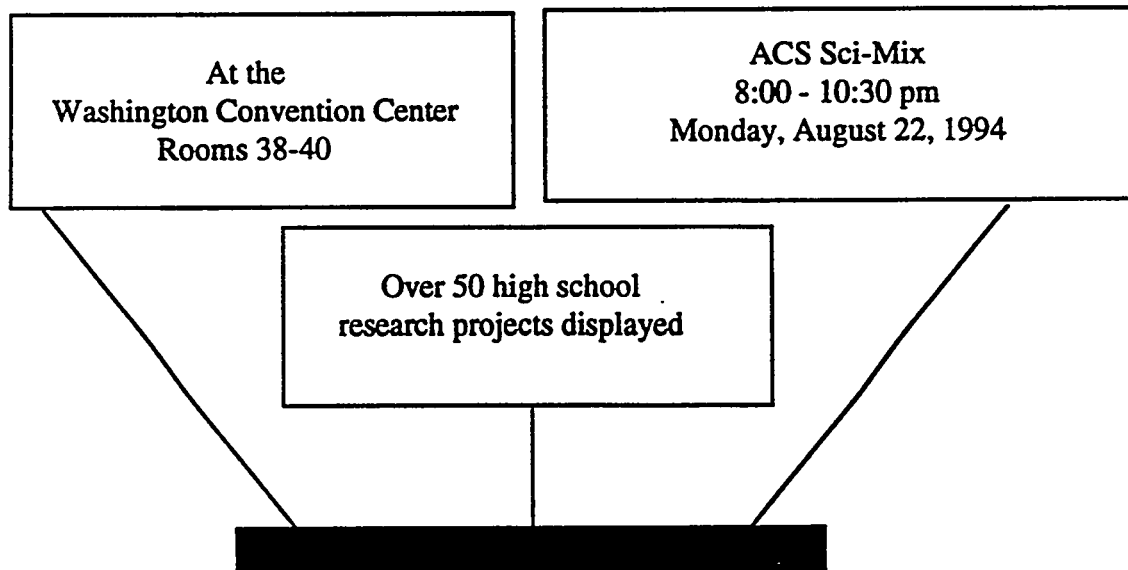 At the
Washington Convention Center
Rooms 38-40
ACS Sci-Mix
8:00 - 10:30 pm
Monday, August 22, 1994
Over 50 high school
research projects displayed